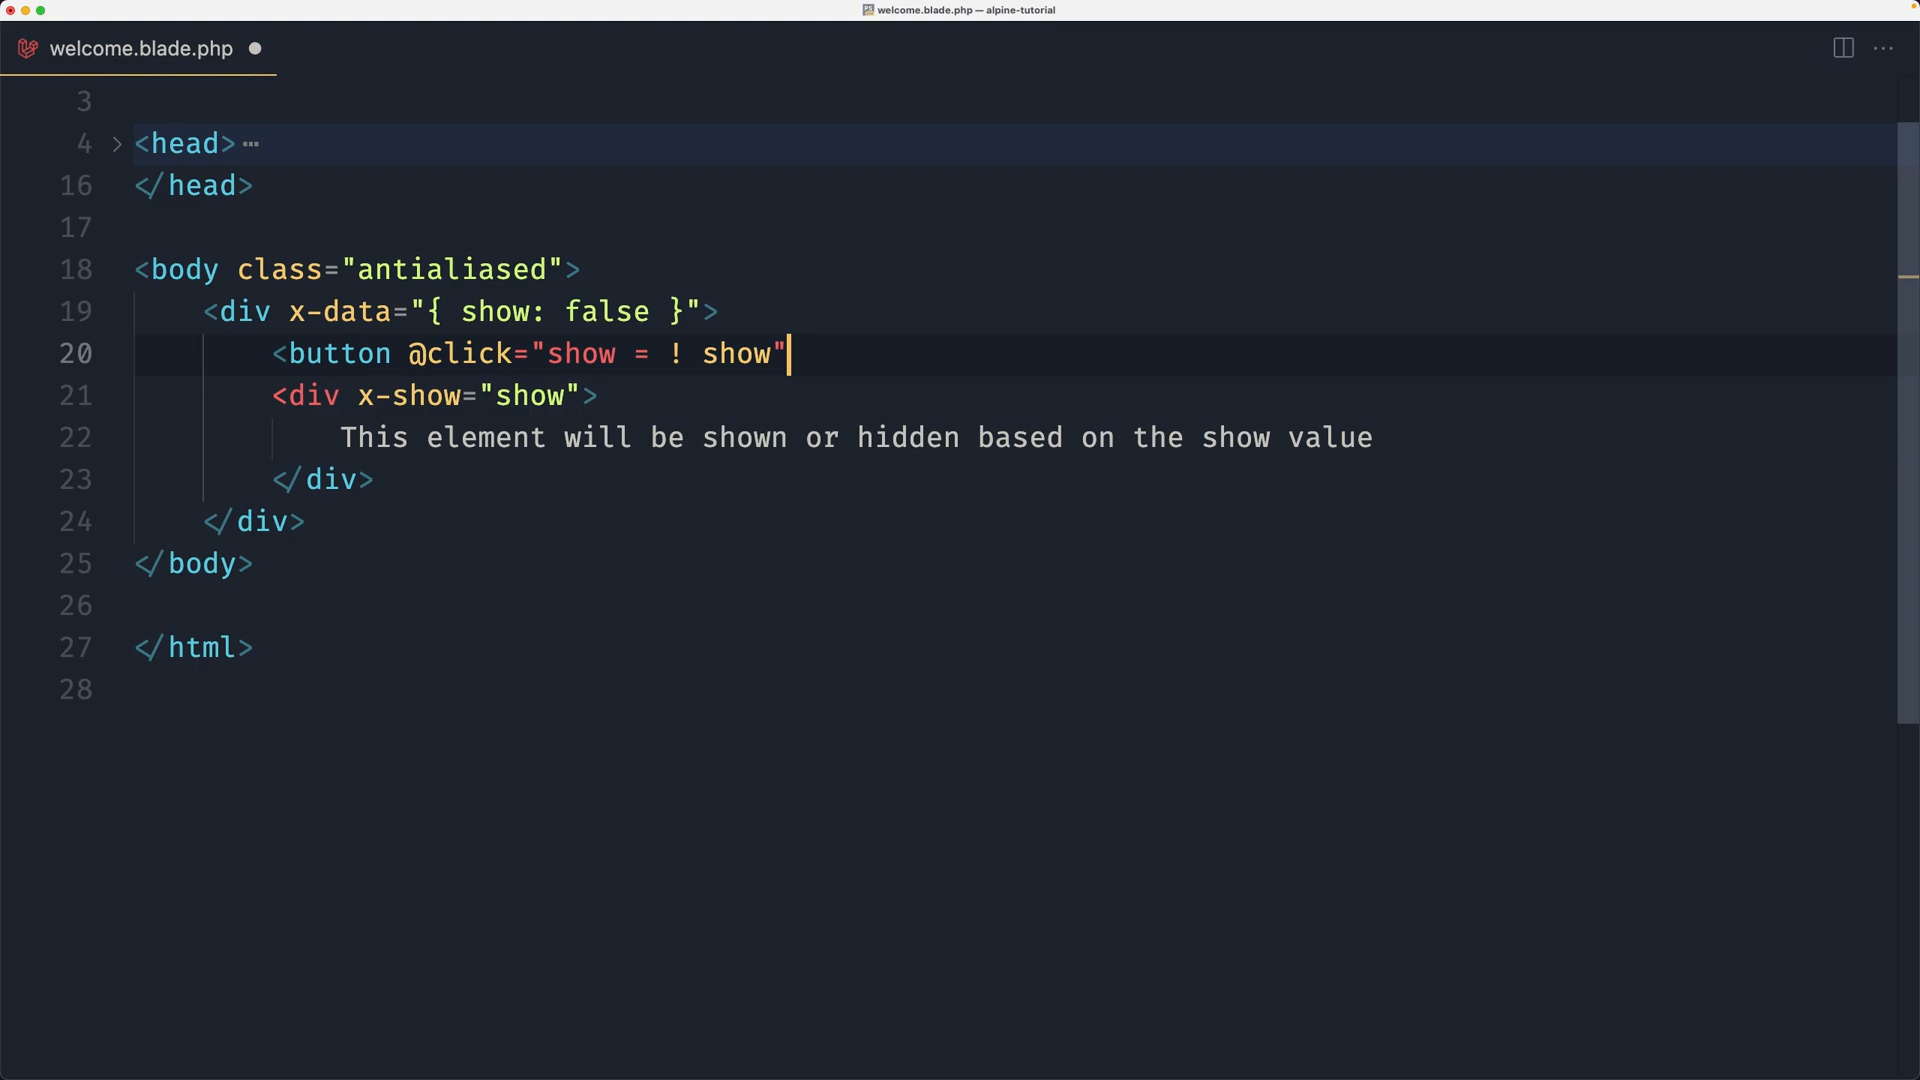 welcome.blade.php — alpine-tutorial
welcome.blade.php
3
4 <head>
16 </head>
17
18 <body class="antialiased">
19 <div x-data="{ show: false }">
20 <button @click="show = ! show"
21 <div x-show="show">
22 This element will be shown or hidden based on the show value
23 </div>
24 </div>
25 </body>
26
27 </html>
28